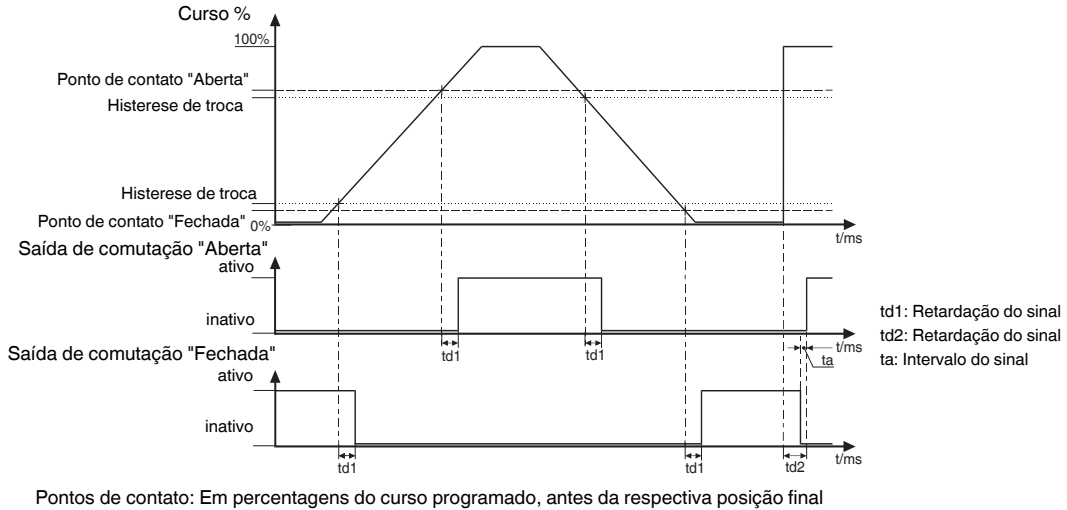 Curso %
100%
Ponto de contato "Aberta"
Histerese de troca
Histerese de troca
Ponto de contato "Fechada"
0%
t/ms
Saída de comutação "Aberta"
ativo
inativo
td1
td1
t/ms
ta
td1: Retardação do sinal
td2: Retardação do sinal
ta: Intervalo do sinal
Saída de comutação "Fechada"
ativo
inativo
td1
td1
td2
t/ms
Pontos de contato: Em percentagens do curso programado, antes da respectiva posição final